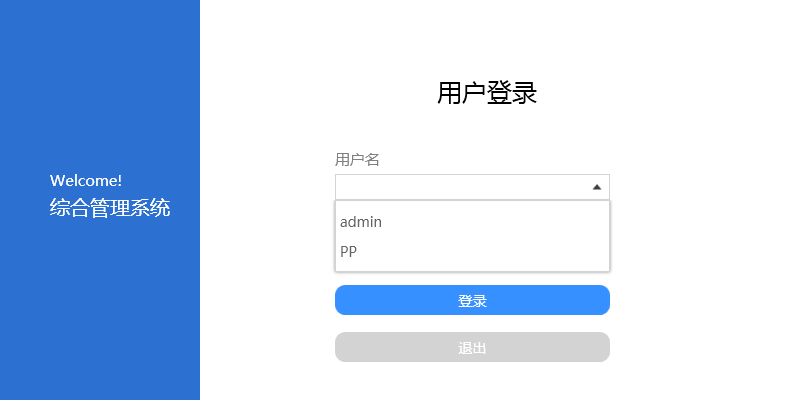 Welcome!
综合管理系统
用户登录
用户名
admin
PP
登录
退出